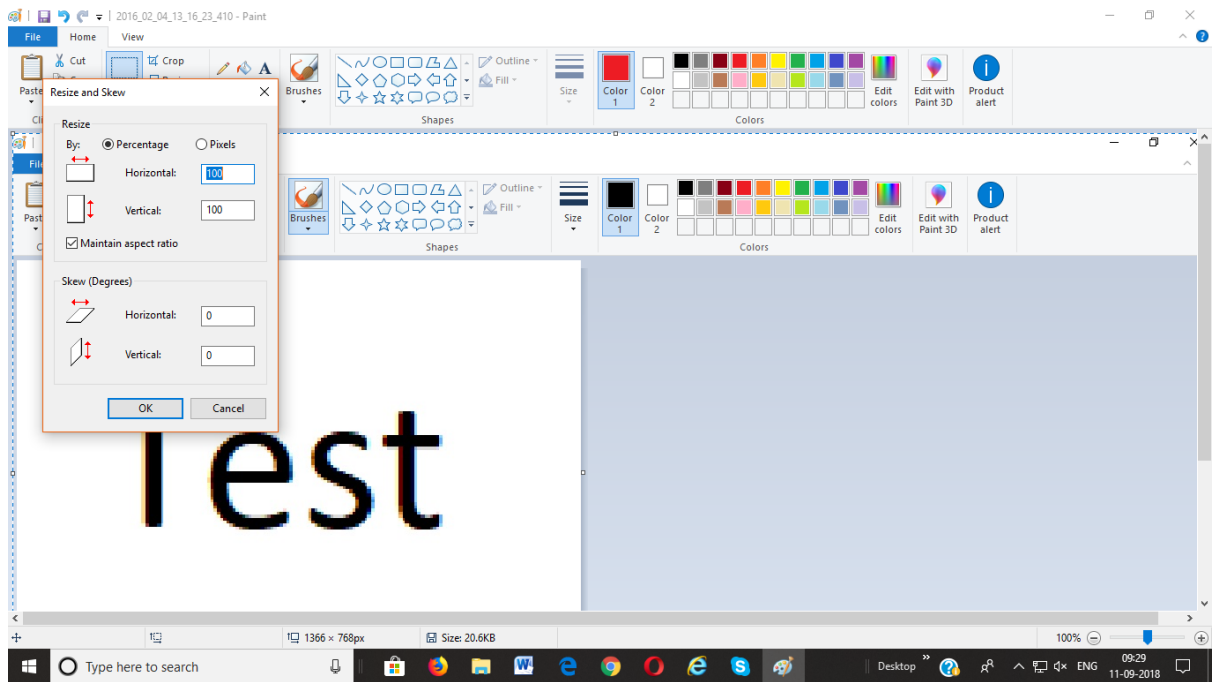 2016_02_04_13_16_23_410 - Paint
File Home View
Cut
Crop
A
Paste
Brushes
Outline
Fill
Size
Color 1
Color 2
Edit colors
Edit with Paint 3D
Product alert
Shapes
Colors
Resize and Skew
Resize
By: Percentage Pixels
Horizontal: 100
Vertical: 100
Maintain aspect ratio
Skew (Degrees)
Horizontal: 0
Vertical: 0
OK Cancel
Brushes
Outline
Fill
Size
Color 1
Color 2
Edit colors
Edit with Paint 3D
Product alert
Shapes
Colors
Test
1366 × 768px Size: 20.6KB 100%
Type here to search Desktop ENG 09:29
11-09-2018